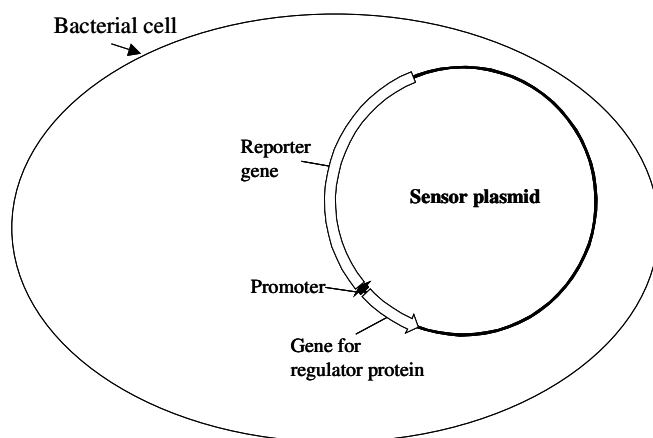 Bacterial cell
Reporter
gene
Sensor plasmid
Promoter
Gene for
regulator protein